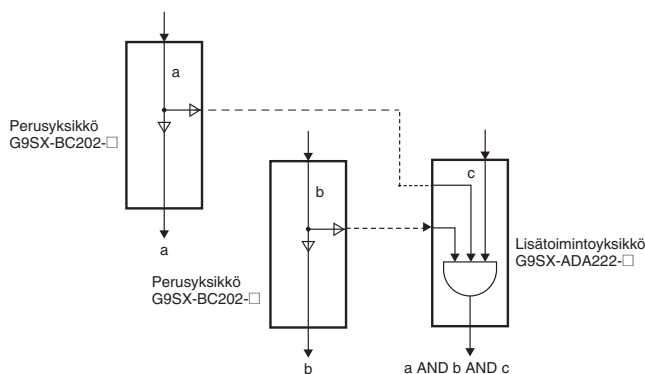 a
Perusyksikkö
G9SX-BC202-□
a
b
Perusyksikkö
G9SX-BC202-□
b
c
Lisätoimintoyksikkö
G9SX-ADA222-□
a AND b AND c